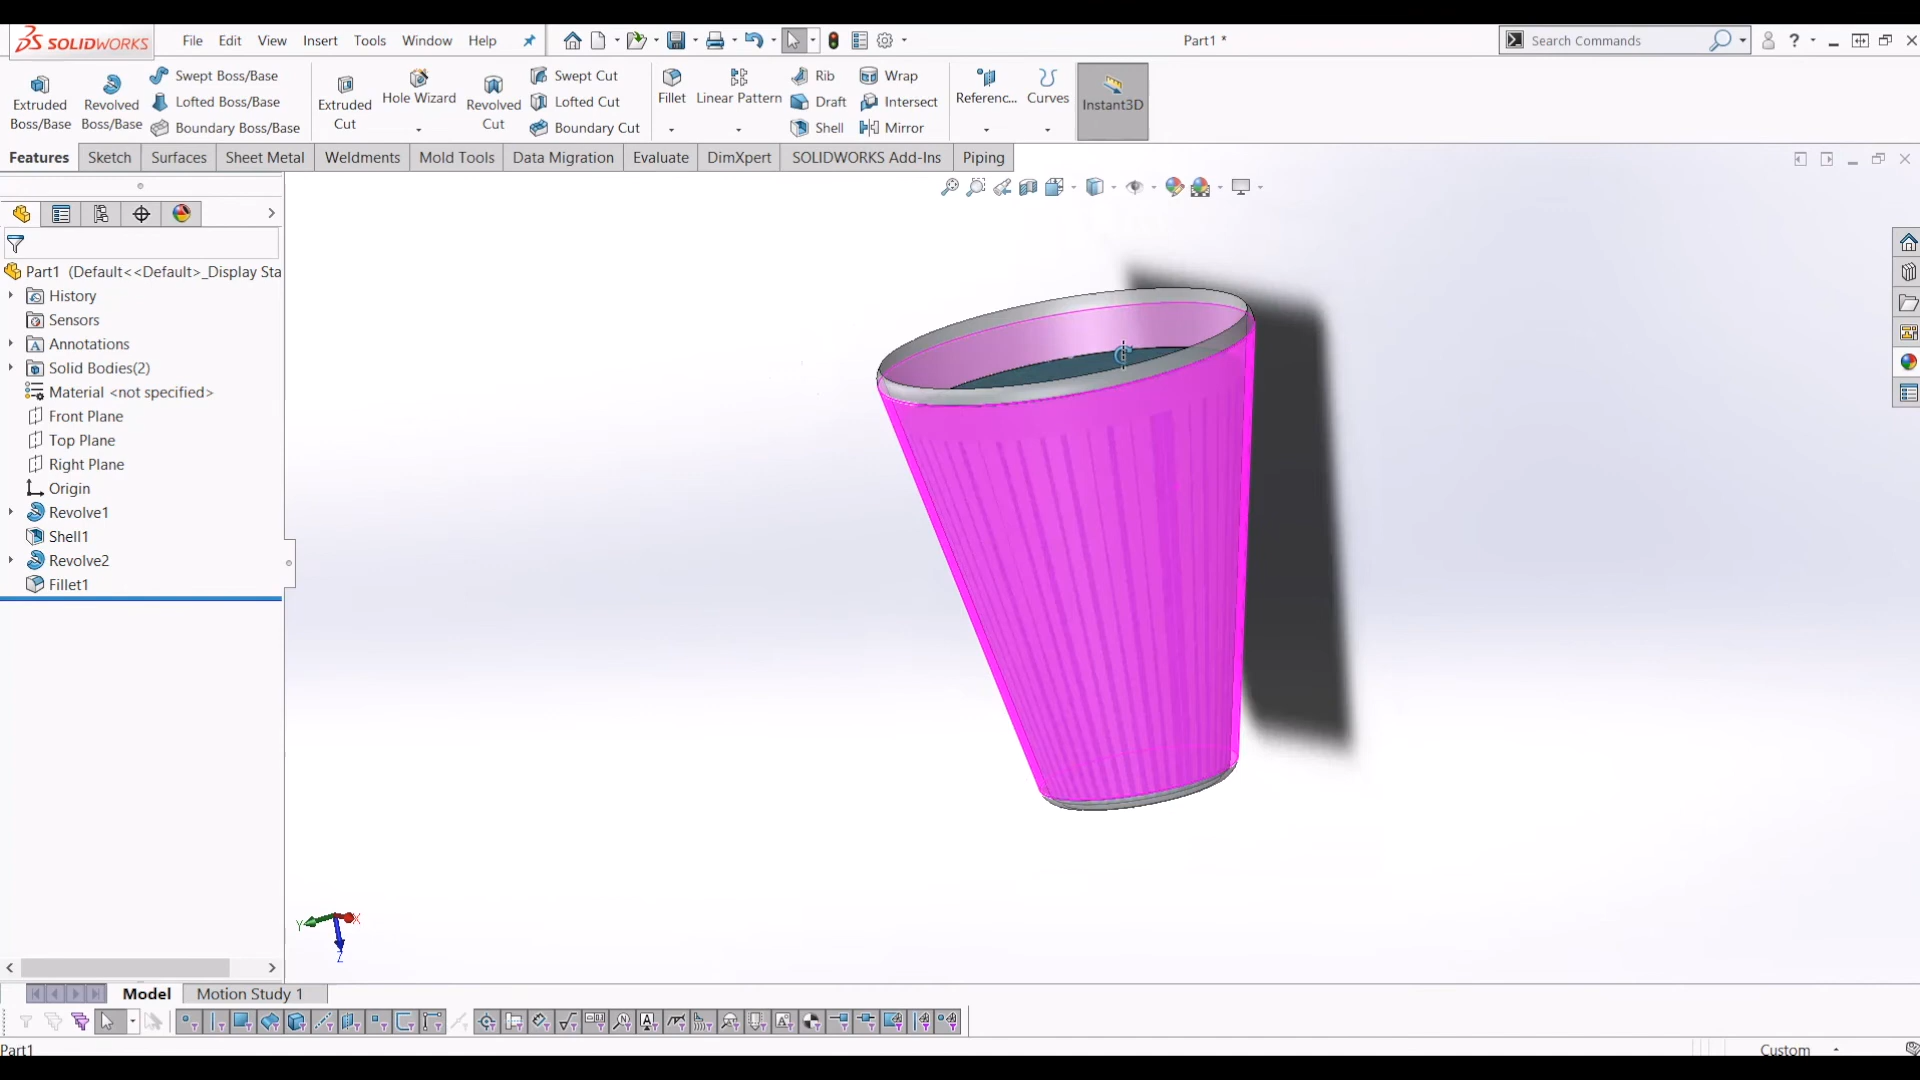 SOLIDWORKS File Edit View Insert Tools Window Help Part1 * Search Commands
Extruded Boss/Base
Revolved Boss/Base
Swept Boss/Base
Lofted Boss/Base
Boundary Boss/Base
Extruded Cut
Hole Wizard
Revolved Cut
Swept Cut
Lofted Cut
Boundary Cut
Fillet
Linear Pattern
Rib
Draft
Shell
Wrap
Intersect
Mirror
Referenc...
Curves
Instant3D
Features Sketch Surfaces Sheet Metal Weldments Mold Tools Data Migration Evaluate DimXpert SOLIDWORKS Add-Ins Piping
Part1 (Default<<Default>_Display Sta
History
Sensors
Annotations
Solid Bodies(2)
Material <not specified>
Front Plane
Top Plane
Right Plane
Origin
Revolve1
Shell1
Revolve2
Fillet1
Y X
Z
Model Motion Study 1
Part1 Custom